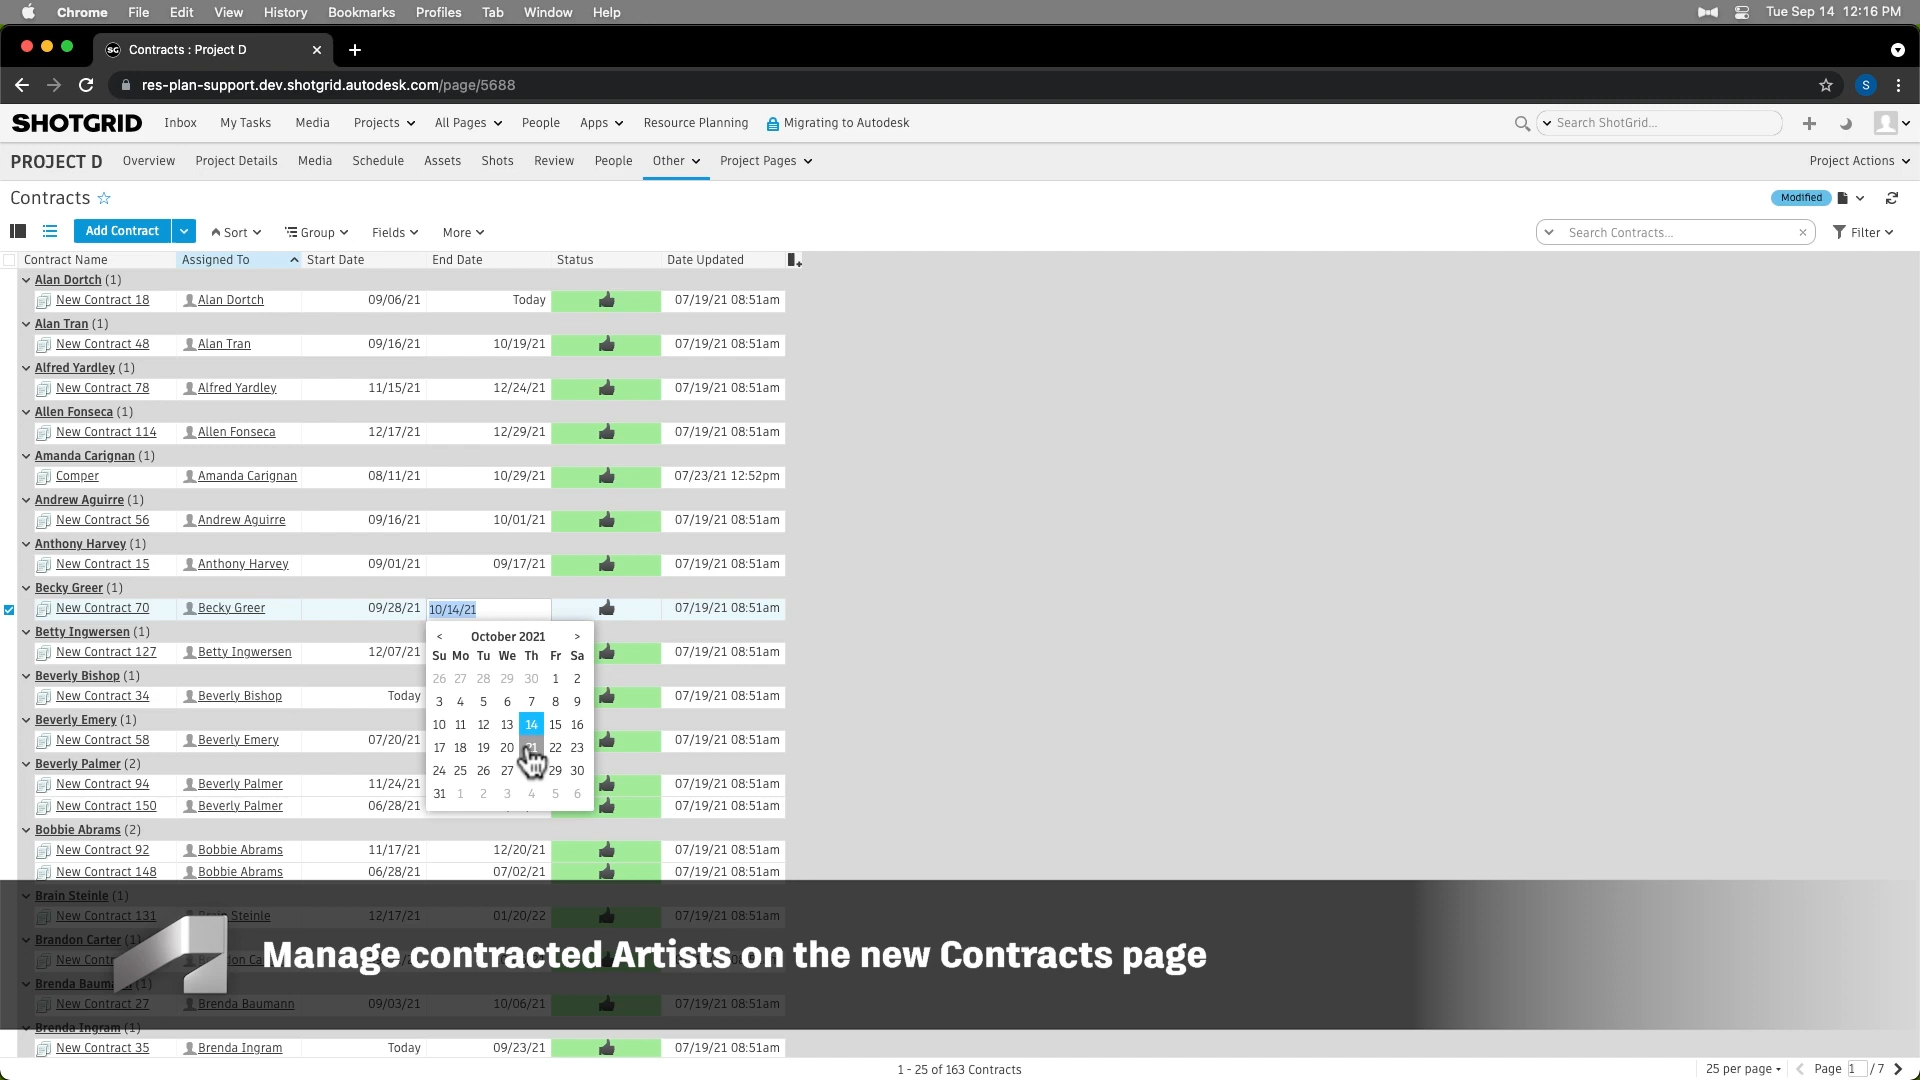 Chrome File Edit View History Bookmarks Profiles Tab Window Help Tue Sep 14 12:16 PM
SG Contracts : Project D
res-plan-support.dev.shotgrid.autodesk.com/page/5688 S
SHOTGRID Inbox My Tasks Media Projects All Pages People Apps Resource Planning Migrating to Autodesk Search ShotGrid...
PROJECT D Overview Project Details Media Schedule Assets Shots Review People Other Project Pages Project Actions
Contracts Modified
Add Contract Sort Group Fields More Search Contracts... Filter
Contract Name Assigned To Start Date End Date Status Date Updated
Alan Dortch (1)
New Contract 18 Alan Dortch 09/06/21 Today 07/19/21 08:51am
Alan Tran (1)
New Contract 48 Alan Tran 09/16/21 10/19/21 07/19/21 08:51am
Alfred Yardley (1)
New Contract 78 Alfred Yardley 11/15/21 12/24/21 07/19/21 08:51am
Allen Fonseca (1)
New Contract 114 Allen Fonseca 12/17/21 12/29/21 07/19/21 08:51am
Amanda Carignan (1)
Comper Amanda Carignan 08/11/21 10/29/21 07/23/21 12:52pm
Andrew Aguirre (1)
New Contract 56 Andrew Aguirre 09/16/21 10/01/21 07/19/21 08:51am
Anthony Harvey (1)
New Contract 15 Anthony Harvey 09/01/21 09/17/21 07/19/21 08:51am
Becky Greer (1)
New Contract 70 Becky Greer 09/28/21 10/14/21 07/19/21 08:51am
Betty Ingwersen (1)
New Contract 127 Betty Ingwersen 12/07/21 07/19/21 08:51am
Beverly Bishop (1)
New Contract 34 Beverly Bishop Today 07/19/21 08:51am
Beverly Emery (1)
New Contract 58 Beverly Emery 07/20/21 07/19/21 08:51am
Beverly Palmer (2)
New Contract 94 Beverly Palmer 11/24/21 07/19/21 08:51am
New Contract 150 Beverly Palmer 06/28/21 07/19/21 08:51am
< October 2021 >
Su Mo Tu We Th Fr Sa
26 27 28 29 30 1 2
3 4 5 6 7 8 9
10 11 12 13 14 15 16
17 18 19 20 21 22 23
24 25 26 27 29 30
31 1 2 3 4 5 6
Bobbie Abrams (2)
New Contract 92 Bobbie Abrams 11/17/21 12/20/21 07/19/21 08:51am
New Contract 148 Bobbie Abrams 06/28/21 07/02/21 07/19/21 08:51am
Brain Steinle (1)
New Contract 131 Brain Steinle 12/17/21 01/20/22 07/19/21 08:51am
Brandon Carter (1)
Manage contracted Artists on the new Contracts page
Brenda Baumann (1)
New Contract 27 Brenda Baumann 09/03/21 10/06/21 07/19/21 08:51am
Brenda Ingram (1)
New Contract 35 Brenda Ingram Today 09/23/21 07/19/21 08:51am
1 - 25 of 163 Contracts 25 per page Page 1 / 7